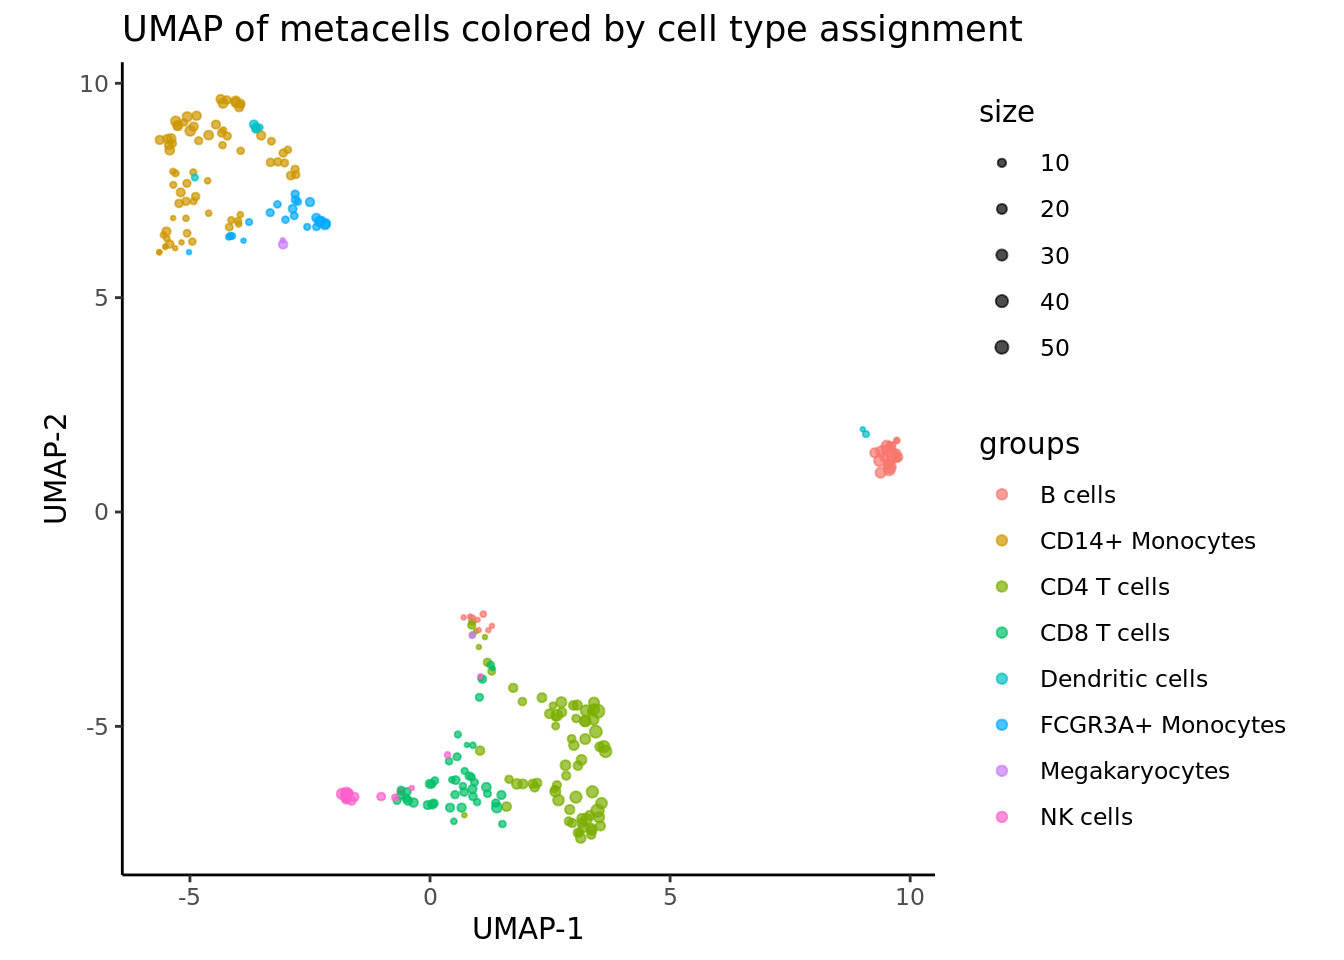 UMAP of metacells colored by cell type assignment
10
5
0
-5
UMAP-2
-5
0
5
10
UMAP-1
size
10
20
30
40
50
groups
B cells
CD14+ Monocytes
CD4 T cells
CD8 T cells
Dendritic cells
FCGR3A+ Monocytes
Megakaryocytes
NK cells